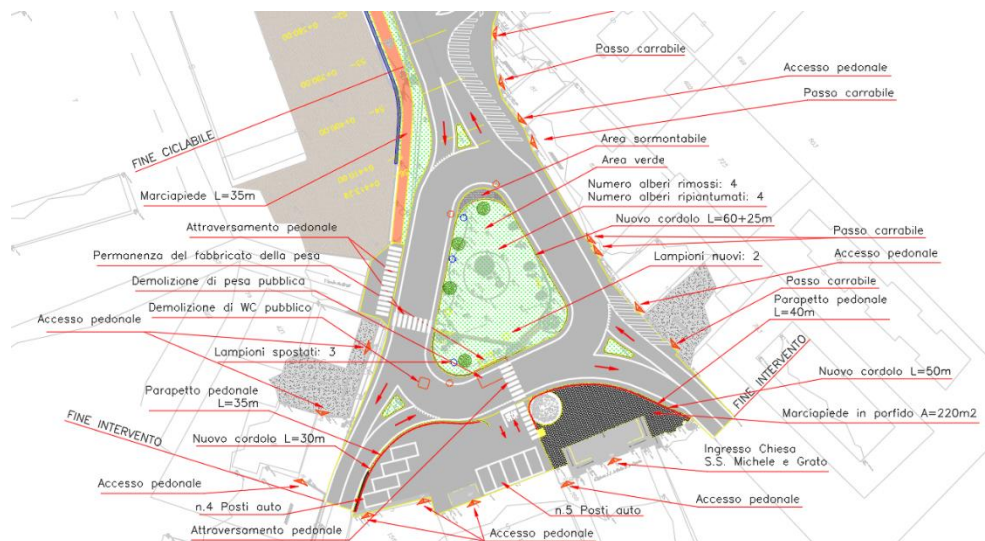 Passo carrabile
Accesso pedonale
Passo carrabile
Area sormontabile
Area verde
Numero alberi rimossi: 4
Numero alberi ripiantumati: 4
Nuovo cordolo L=60+25m
Passo carrabile
Lampioni nuovi: 2
Accesso pedonale
Passo carrabile
Parapetto pedonale
L=40m
FINE INTERVENTO
Nuovo cordolo L=50m
Marciapiede in porfido A=220m2
Ingresso Chiesa
S.S. Michele e Grato
Accesso pedonale
n.5 Posti auto
Accesso pedonale
FINE CICLABILE
Marciapiede L=35m
Attraversamento pedonale
Permanenza del fabbricato della pesa
Demolizione di pesa pubblica
Demolizione di WC pubblico
Accesso pedonale
Lampioni spostati: 3
Parapetto pedonale
L=35m
FINE INTERVENTO
Nuovo cordolo L=30m
Accesso pedonale
n.4 Posti auto
Attraversamento pedonale